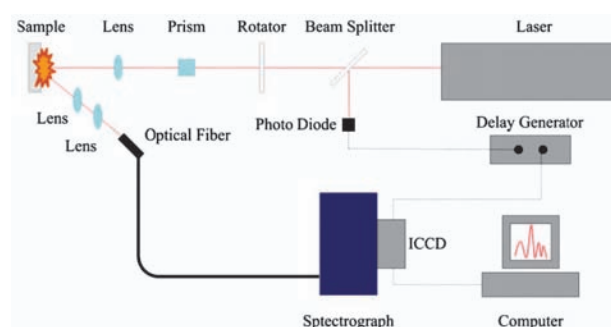 Sample
Lens
Prism
Rotator
Beam Splitter
Laser
Lens
Lens
Optical Fiber
Photo Diode
Delay Generator
ICCD
Sptectrograph
Computer